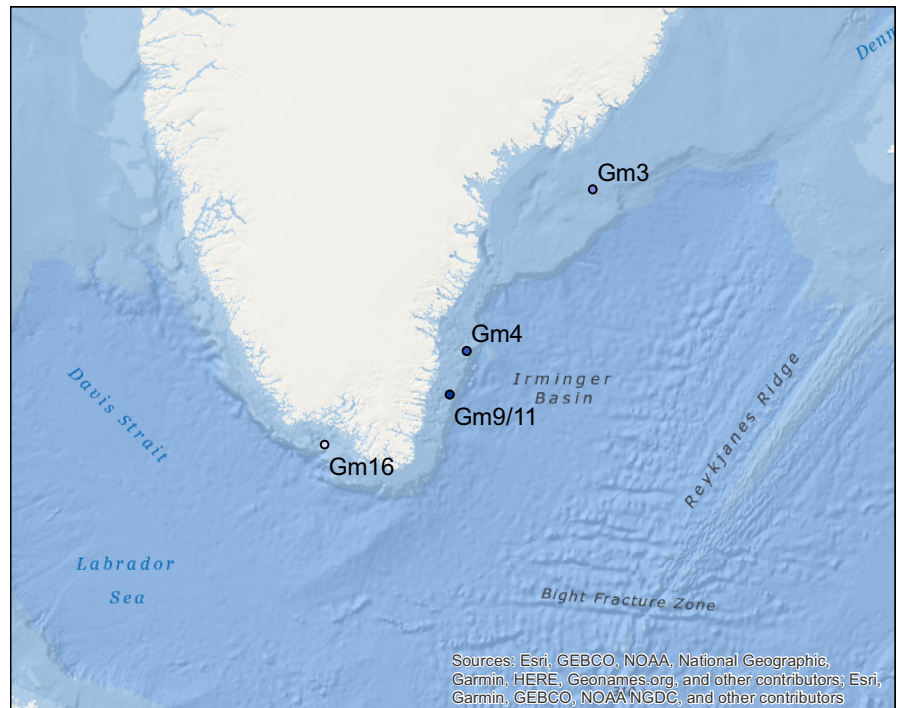 Denn
Gm3
Gm4
Irminger
Basin
Gm9/11
Reykjanes Ridge
Davis Strait
Gm16
Labrador
Sea
Bight Fracture Zone
Sources: Esri, GEBCO, NOAA, National Geographic,
Garmin, HERE, Geonames.org, and other contributors; Esri,
Garmin, GEBCO, NOAA NGDC, and other contributors